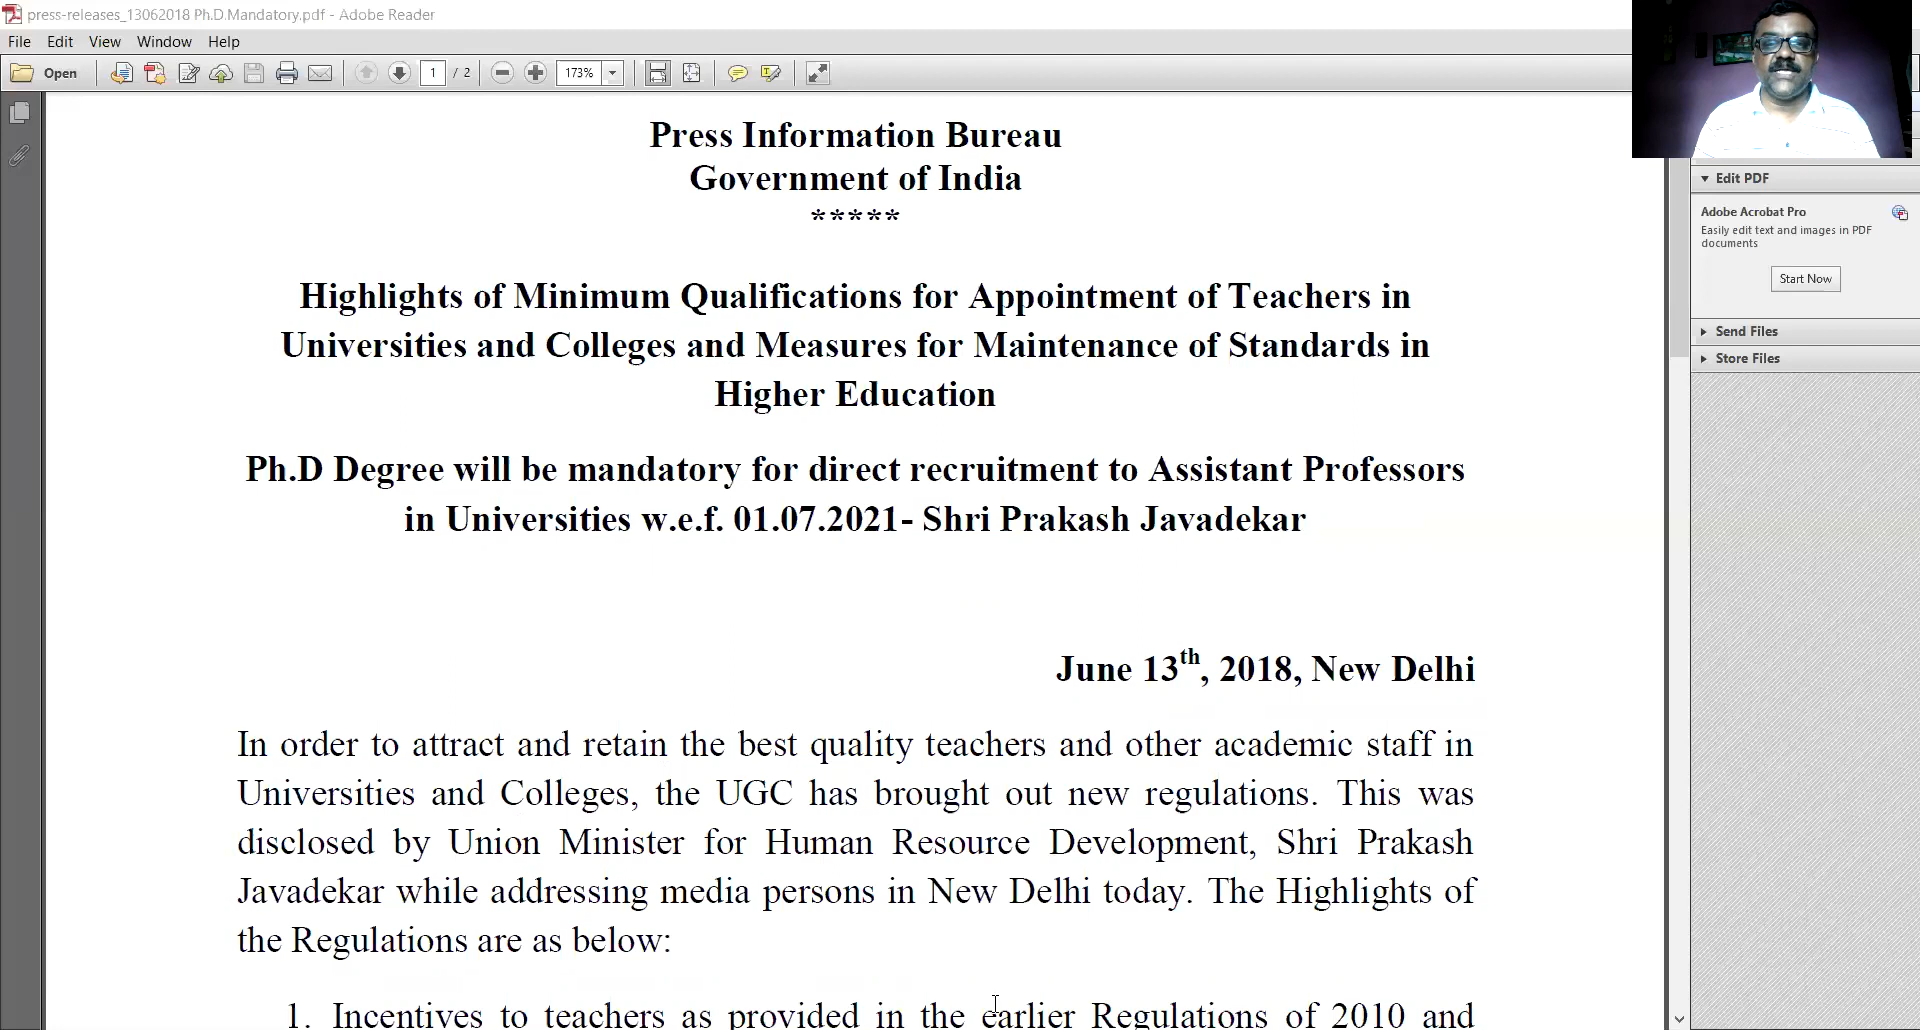 press-releases_13062018 Ph.D.Mandatory.pdf - Adobe Reader
File Edit View Window Help
Open 1 / 2 173%
Press Information Bureau
Government of India
*****
Highlights of Minimum Qualifications for Appointment of Teachers in
Universities and Colleges and Measures for Maintenance of Standards in
Higher Education
Ph.D Degree will be mandatory for direct recruitment to Assistant Professors
in Universities w.e.f. 01.07.2021- Shri Prakash Javadekar
June 13th, 2018, New Delhi
In order to attract and retain the best quality teachers and other academic staff in
Universities and Colleges, the UGC has brought out new regulations. This was
disclosed by Union Minister for Human Resource Development, Shri Prakash
Javadekar while addressing media persons in New Delhi today. The Highlights of
the Regulations are as below:
1. Incentives to teachers as provided in the earlier Regulations of 2010 and
Edit PDF
Adobe Acrobat Pro
Easily edit text and images in PDF
documents
Start Now
Send Files
Store Files